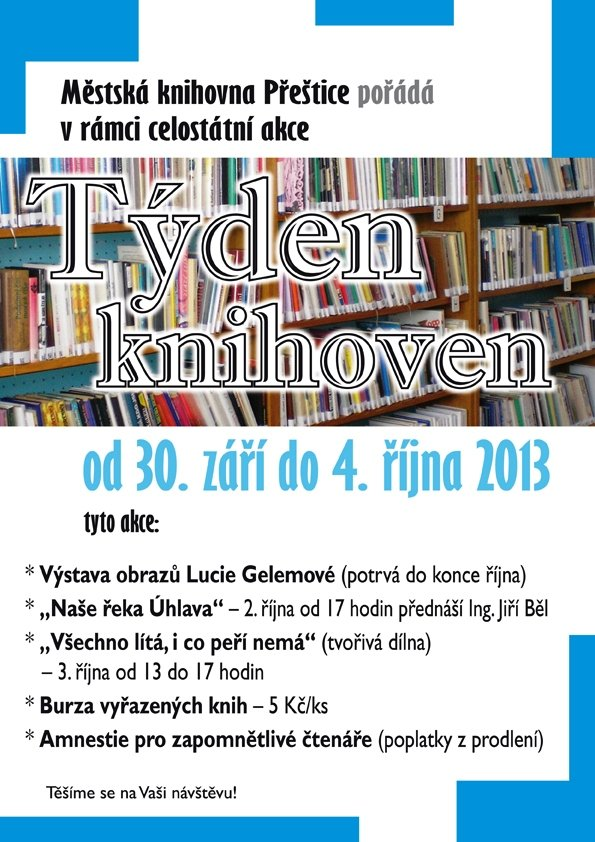 Městská knihovna Přeštice pořádá
v rámci celostátní akce
Týden
knihoven
od 30. září do 4. října 2013
tyto akce:
* Výstava obrazů Lucie Gelemové (potrvá do konce října)
* „Naše řeka Úhlava“ – 2. října od 17 hodin přednáší Ing. Jiří Běl
* „Všechno lítá, i co peří nemá“ (tvořivá dílna)
– 3. října od 13 do 17 hodin
* Burza vyřazených knih – 5 Kč/ks
* Amnestie pro zapomnětlivé čtenáře (poplatky z prodlení)
Těšíme se na Vaši návštěvu!